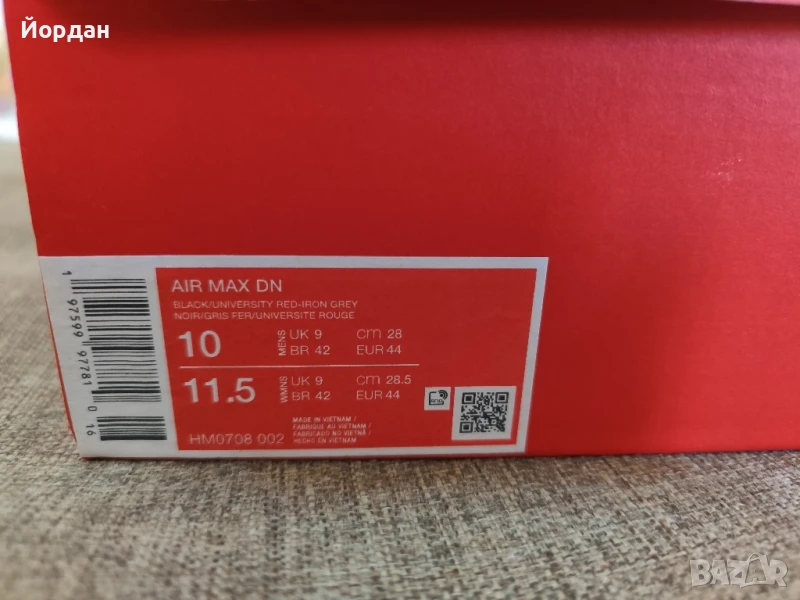 Йордан
AIR MAX DN
BLACK/UNIVERSITY RED-IRON GREY
NOIR/GRIS FER/UNIVERSITE ROUGE
10 MENS UK 9 cm 28
BR 42 EUR 44
11.5 WMNS UK 9 cm 28.5
BR 42 EUR 44
HM0708 002
MADE IN VIETNAM /
FABRIQUE AU VIETNAM /
FABRICADO NO VIETNÃ /
HECHO EN VIETNAM
1 97599 97781 0 16
BAZAR